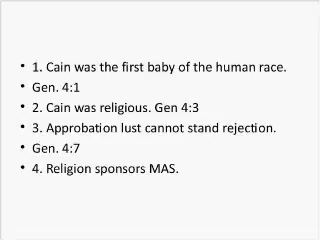 • 1. Cain was the first baby of the human race.
• Gen. 4:1
• 2. Cain was religious. Gen 4:3
• 3. Approbation lust cannot stand rejection.
• Gen. 4:7
• 4. Religion sponsors MAS.